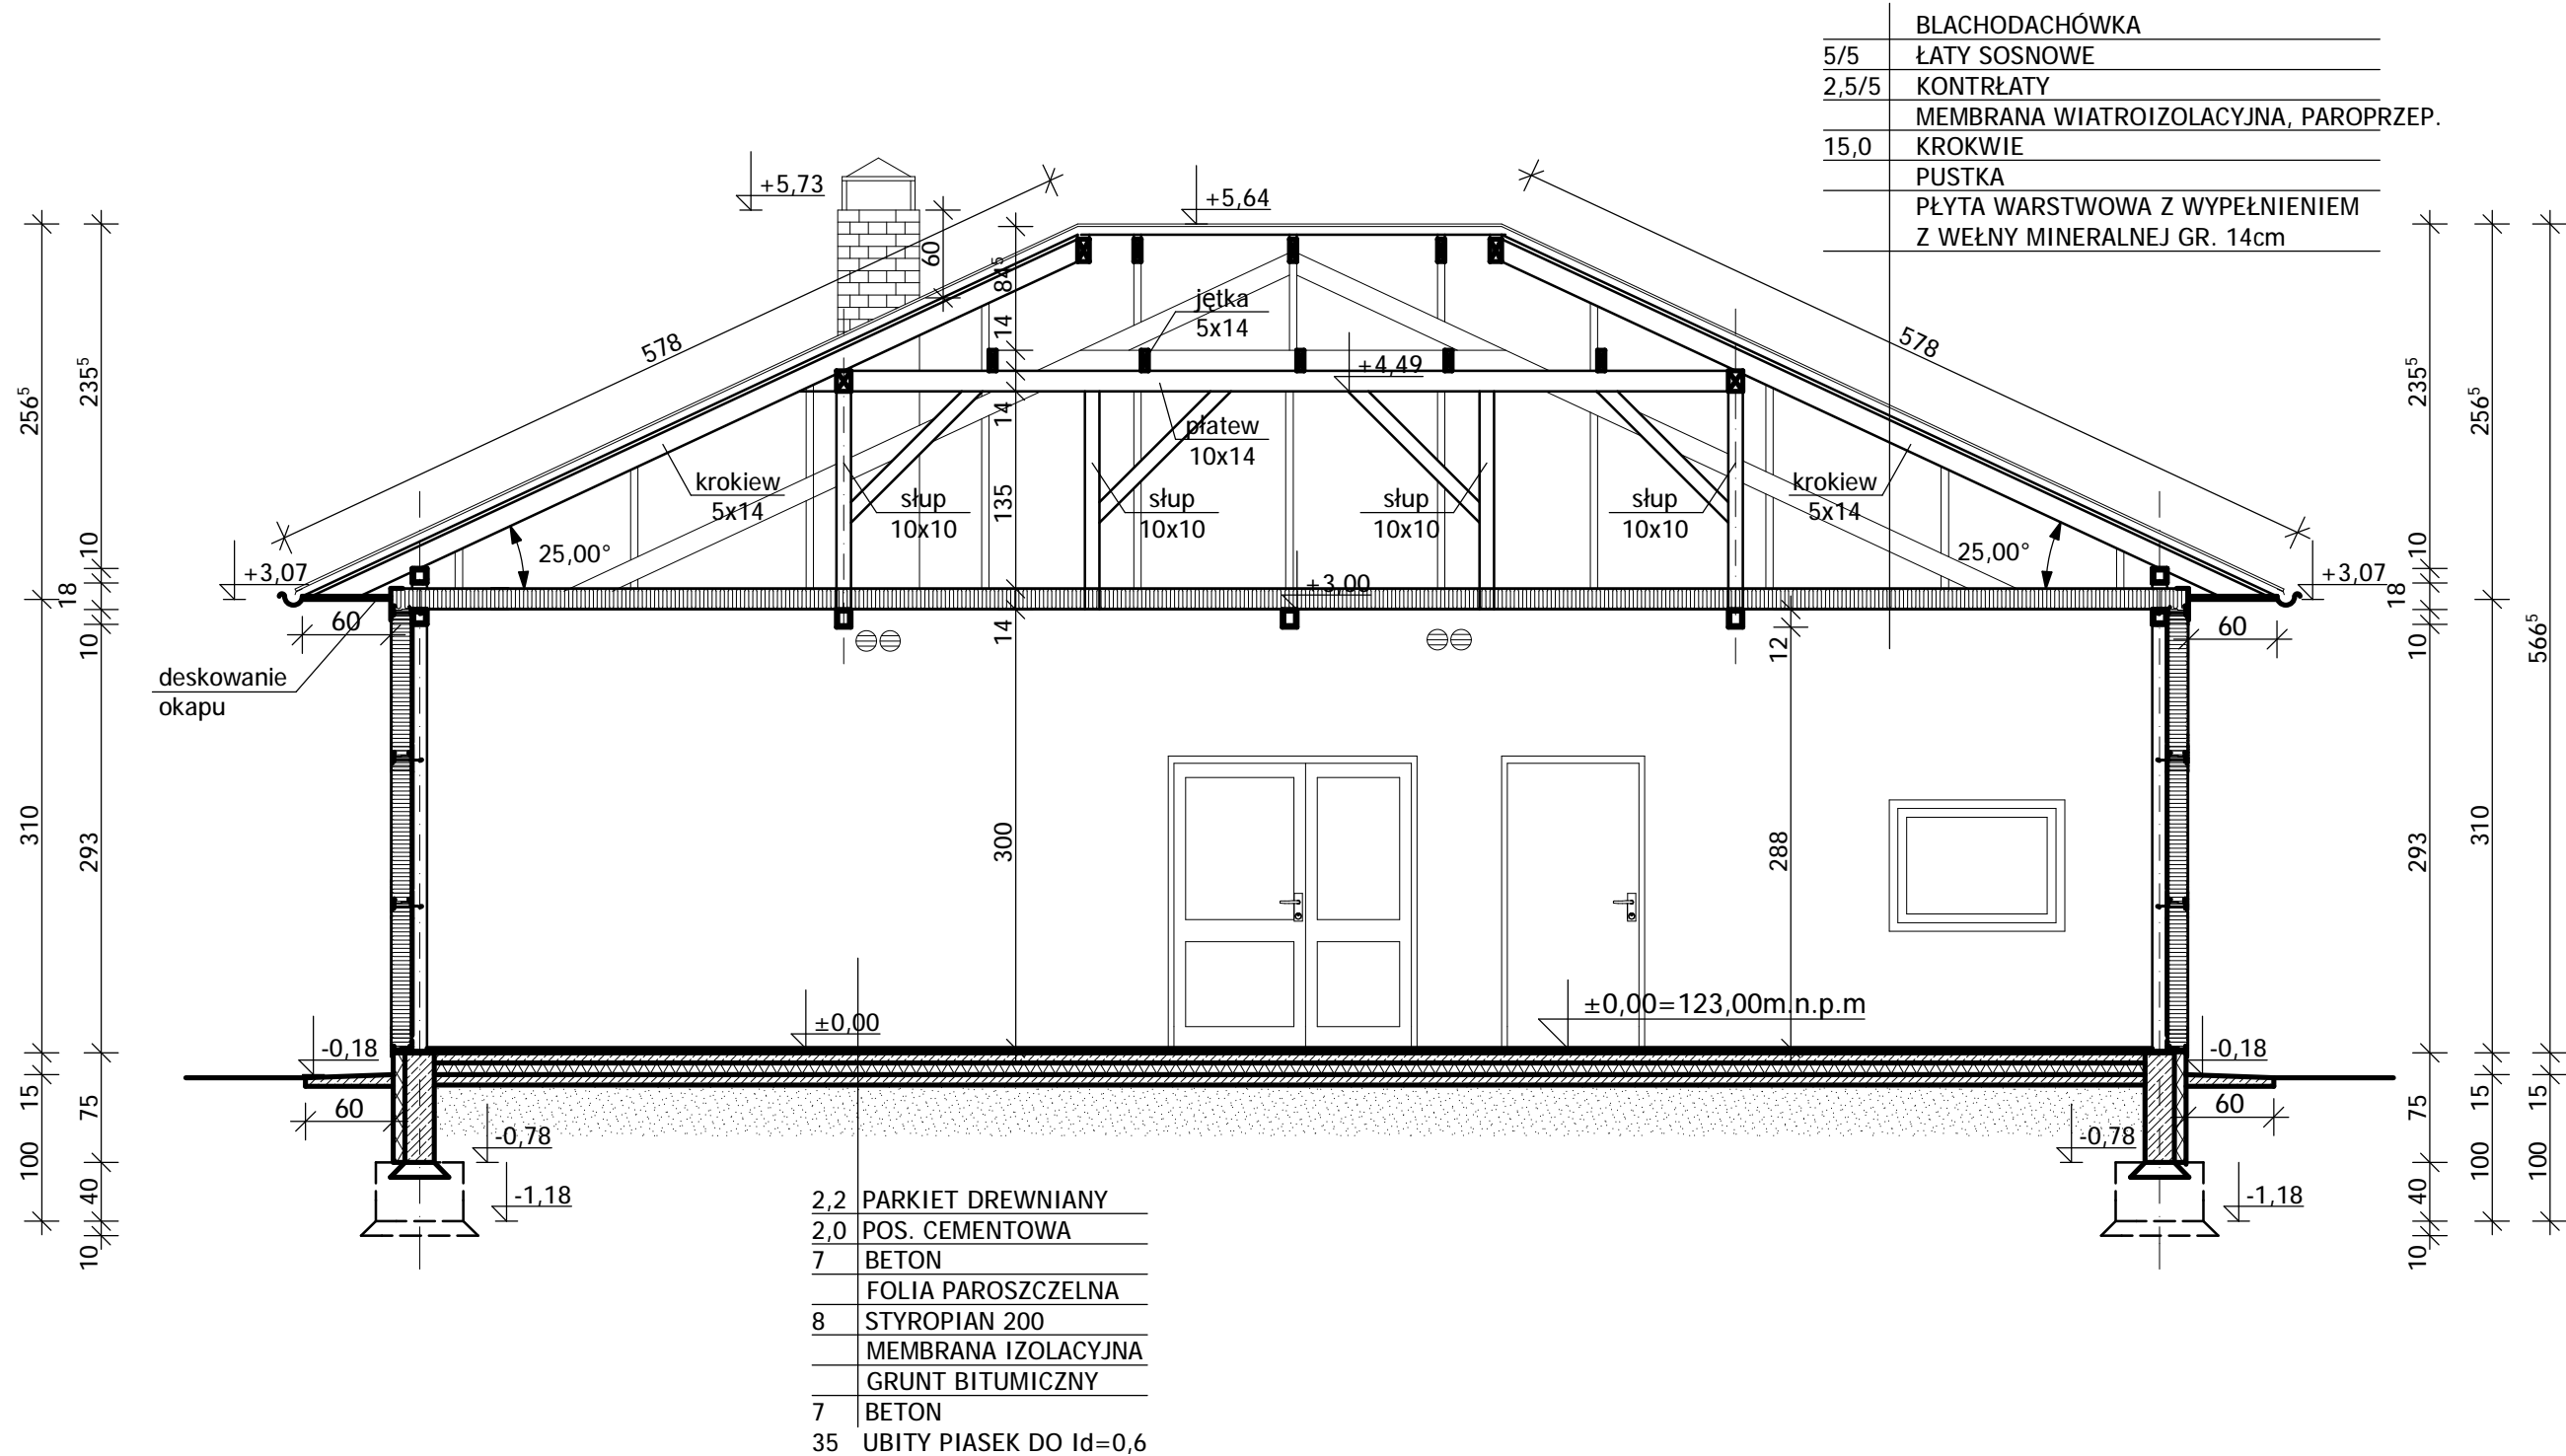 BLACHODACHÓWKA
5/5 ŁATY SOSNOWE
2,5/5 KONTRŁATY
MEMBRANA WIATROIZOLACYJNA, PAROPRZEP.
15,0 KROKWIE
PUSTKA
PŁYTA WARSTWOWA Z WYPEŁNIENIEM
Z WEŁNY MINERALNEJ GR. 14cm
+5,73
+5,64
60
84⁵
14
14
135
14
300
578
578
jętka
5x14
+4,49
płatew
10x14
krokiew
5x14
słup
10x10
słup
10x10
słup
10x10
słup
10x10
krokiew
5x14
25,00°
25,00°
+3,07
+3,00
+3,07
60
60
deskowanie
okapu
12
288
256⁵
310
15
100
235⁵
10
18
10
293
75
40
10
235⁵
10
18
10
293
75
40
10
256⁵
310
15
100
566⁵
15
100
±0,00
±0,00=123,00m.n.p.m
-0,18
-0,18
60
60
-0,78
-0,78
-1,18
-1,18
2,2 PARKIET DREWNIANY
2,0 POS. CEMENTOWA
7 BETON
FOLIA PAROSZCZELNA
8 STYROPIAN 200
MEMBRANA IZOLACYJNA
GRUNT BITUMICZNY
7 BETON
35 UBITY PIASEK DO Id=0,6